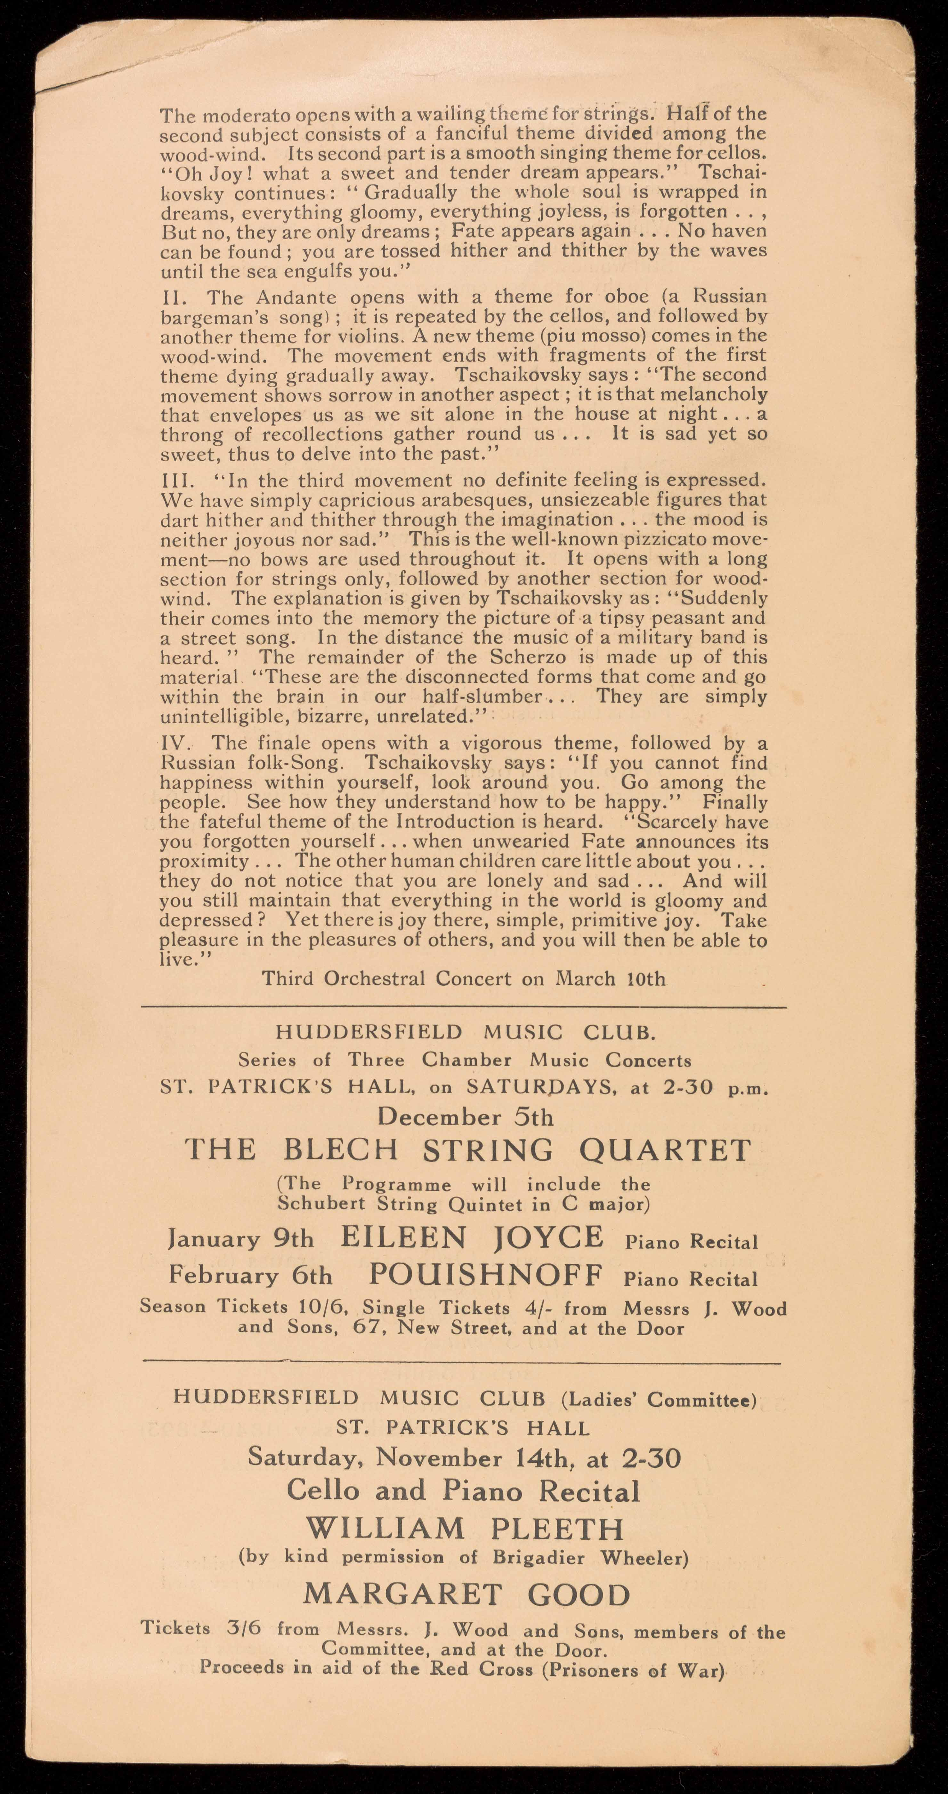 The moderato opens with a wailing theme for strings. Half of the
second subject consists of a fanciful theme divided among the
wood-wind. Its second part is a smooth singing theme for cellos.
"Oh Joy! what a sweet and tender dream appears." Tschai-
kovsky continues: "Gradually the whole soul is wrapped in
dreams, everything gloomy, everything joyless, is forgotten . . ,
But no, they are only dreams; Fate appears again . . . No haven
can be found; you are tossed hither and thither by the waves
until the sea engulfs you."
II. The Andante opens with a theme for oboe (a Russian
bargeman's song); it is repeated by the cellos, and followed by
another theme for violins. A new theme (piu mosso) comes in the
wood-wind. The movement ends with fragments of the first
theme dying gradually away. Tschaikovsky says: "The second
movement shows sorrow in another aspect; it is that melancholy
that envelopes us as we sit alone in the house at night . . . a
throng of recollections gather round us . . . It is sad yet so
sweet, thus to delve into the past."
III. "In the third movement no definite feeling is expressed.
We have simply capricious arabesques, unsiezeable figures that
dart hither and thither through the imagination . . . the mood is
neither joyous nor sad." This is the well-known pizzicato move-
ment—no bows are used throughout it. It opens with a long
section for strings only, followed by another section for wood-
wind. The explanation is given by Tschaikovsky as: "Suddenly
their comes into the memory the picture of a tipsy peasant and
a street song. In the distance the music of a military band is
heard." The remainder of the Scherzo is made up of this
material "These are the disconnected forms that come and go
within the brain in our half-slumber . . . They are simply
unintelligible, bizarre, unrelated."
IV. The finale opens with a vigorous theme, followed by a
Russian folk-Song. Tschaikovsky says: "If you cannot find
happiness within yourself, look around you. Go among the
people. See how they understand how to be happy." Finally
the fateful theme of the Introduction is heard. "Scarcely have
you forgotten yourself . . . when unwearied Fate announces its
proximity . . . The other human children care little about you . . .
they do not notice that you are lonely and sad . . . And will
you still maintain that everything in the world is gloomy and
depressed? Yet there is joy there, simple, primitive joy. Take
pleasure in the pleasures of others, and you will then be able to
live."
Third Orchestral Concert on March 10th
HUDDERSFIELD MUSIC CLUB.
Series of Three Chamber Music Concerts
ST. PATRICK'S HALL, on SATURDAYS, at 2-30 p.m.
December 5th
THE BLECH STRING QUARTET
(The Programme will include the
Schubert String Quintet in C major)
January 9th EILEEN JOYCE Piano Recital
February 6th POUISHNOFF Piano Recital
Season Tickets 10/6, Single Tickets 4/- from Messrs J. Wood
and Sons, 67, New Street, and at the Door
HUDDERSFIELD MUSIC CLUB (Ladies' Committee)
ST. PATRICK'S HALL
Saturday, November 14th, at 2-30
Cello and Piano Recital
WILLIAM PLEETH
(by kind permission of Brigadier Wheeler)
MARGARET GOOD
Tickets 3/6 from Messrs. J. Wood and Sons, members of the
Committee, and at the Door.
Proceeds in aid of the Red Cross (Prisoners of War)